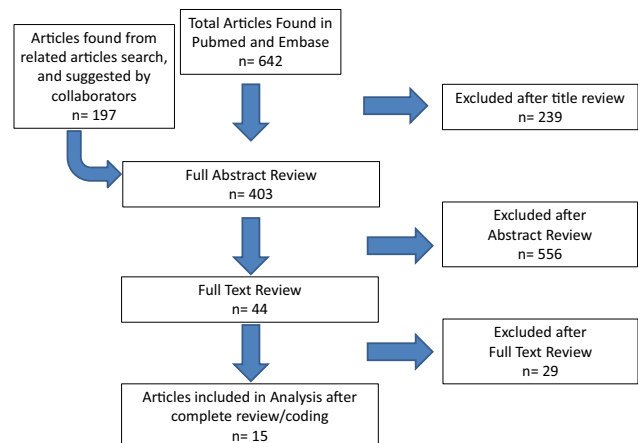 Articles found from
related articles search,
and suggested by
collaborators
n= 197
Total Articles Found in
Pubmed and Embase
n= 642
Excluded after title review
n= 239
Full Abstract Review
n= 403
Excluded after
Abstract Review
n= 556
Full Text Review
n= 44
Excluded after
Full Text Review
n= 29
Articles included in Analysis after
complete review/coding
n= 15